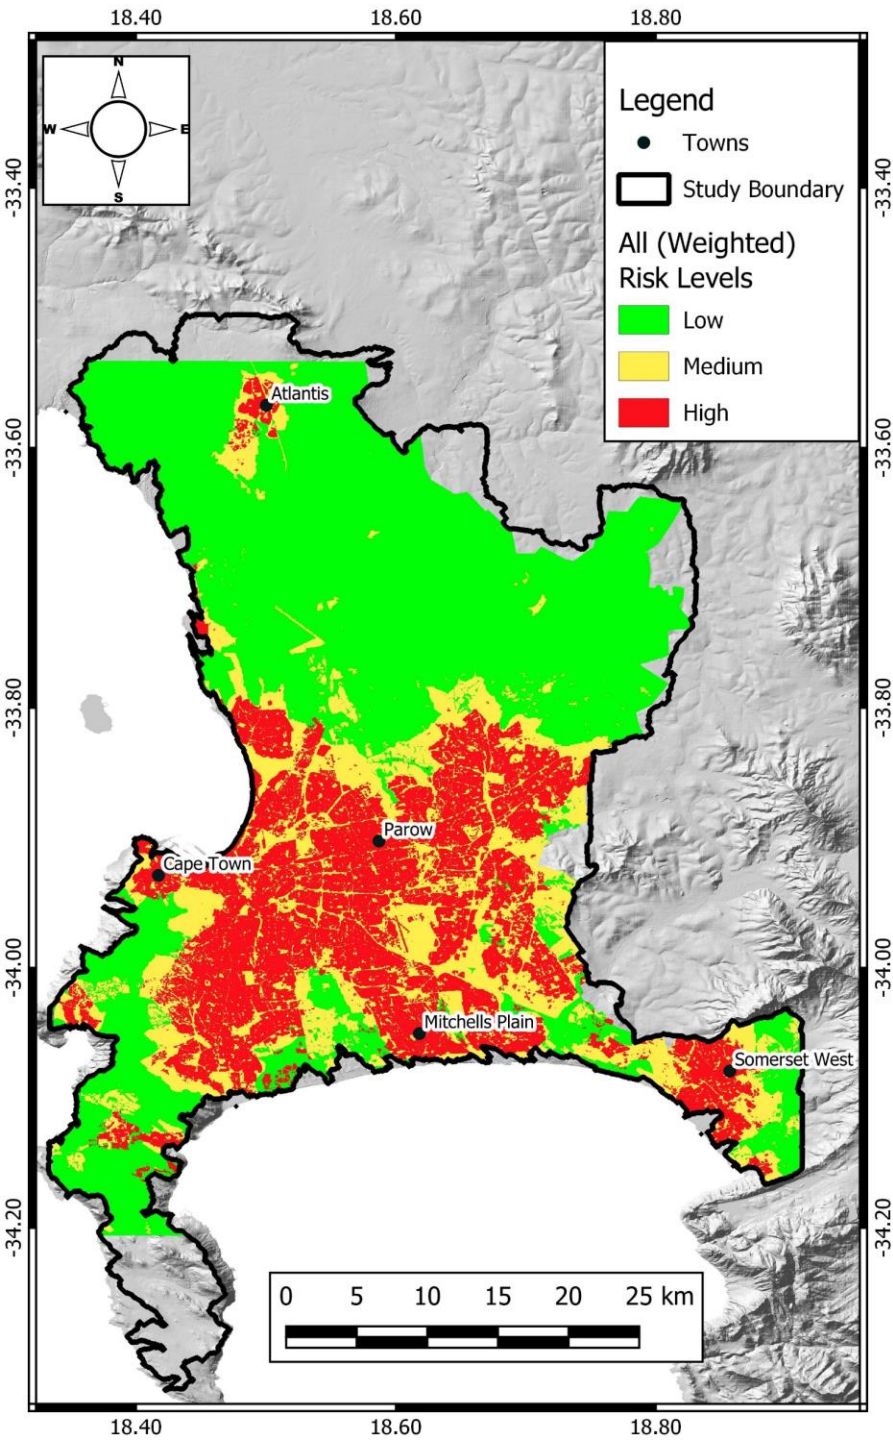 18.40 18.60 18.80
N
W E
S
Legend
Towns
Study Boundary
All (Weighted)
Risk Levels
Low
Medium
High
-33.40 -33.40
Atlantis
-33.60 -33.60
-33.80 -33.80
Parow
Cape Town
-34.00 -34.00
Mitchells Plain
Somerset West
-34.20 -34.20
0 5 10 15 20 25 km
18.40 18.60 18.80